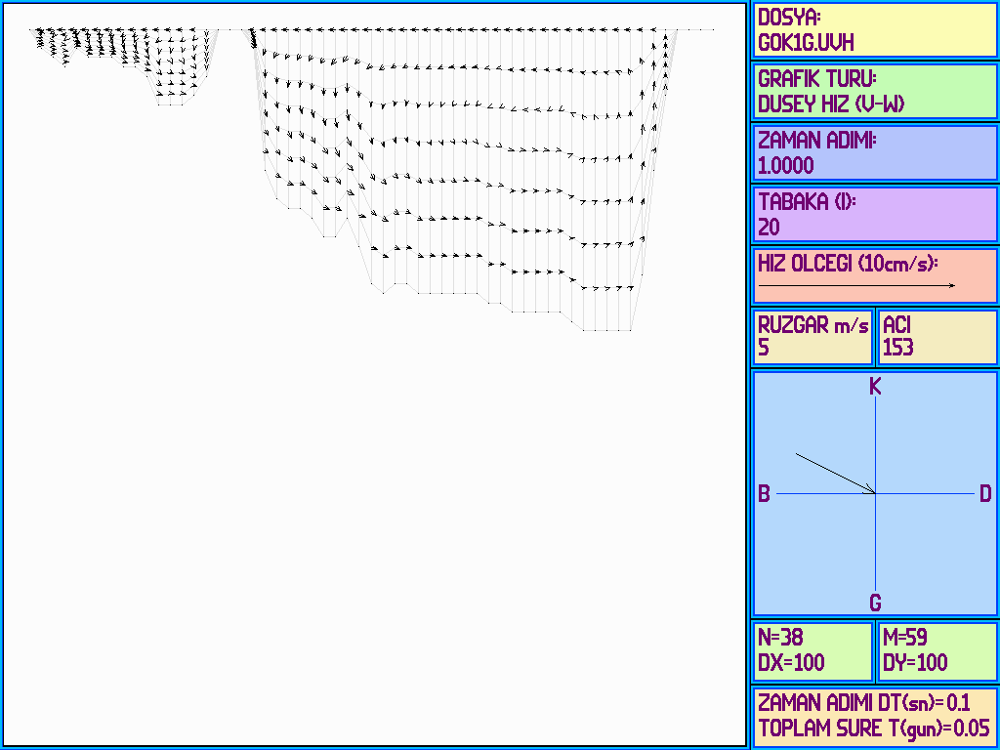 DOSYA:
GOK1G.UVH
GRAFIK TURU:
DUSEY HIZ (V-W)
ZAMAN ADIMI:
1.0000
TABAKA (I):
20
HIZ OLCEGI (10cm/s):
RUZGAR m/s
5
ACI
153
K
B
D
G
N=38
DX=100
M=59
DY=100
ZAMAN ADIMI DT(sn)=0.1
TOPLAM SURE T(gun)=0.05